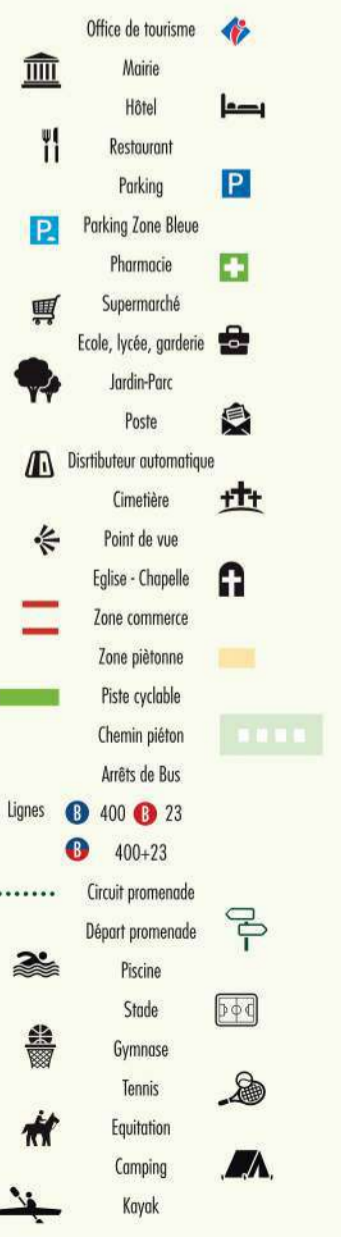 Office de tourisme
Mairie
Hôtel
Restaurant
Parking P
P Parking Zone Bleue
Pharmacie
Supermarché
Ecole, lycée, garderie
Jardin-Parc
Poste
Disrtibuteur automatique
Cimetière
Point de vue
Eglise - Chapelle
Zone commerce
Zone piètonne
Piste cyclable
Chemin piéton
Arrêts de Bus
Lignes B 400 B 23
B 400+23
Circuit promenade
Départ promenade
Piscine
Stade
Gymnase
Tennis
Equitation
Camping
Kayak